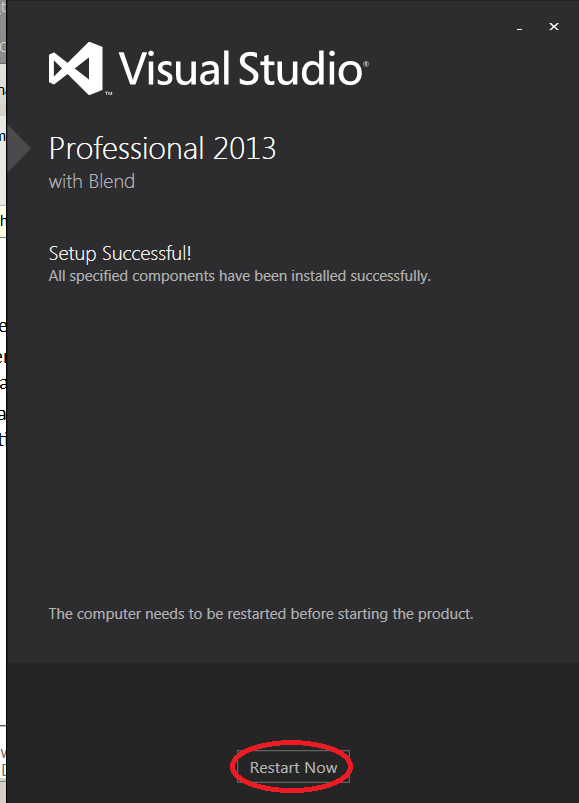 Visual Studio®
Professional 2013
with Blend
Setup Successful!
All specified components have been installed successfully.
The computer needs to be restarted before starting the product.
Restart Now